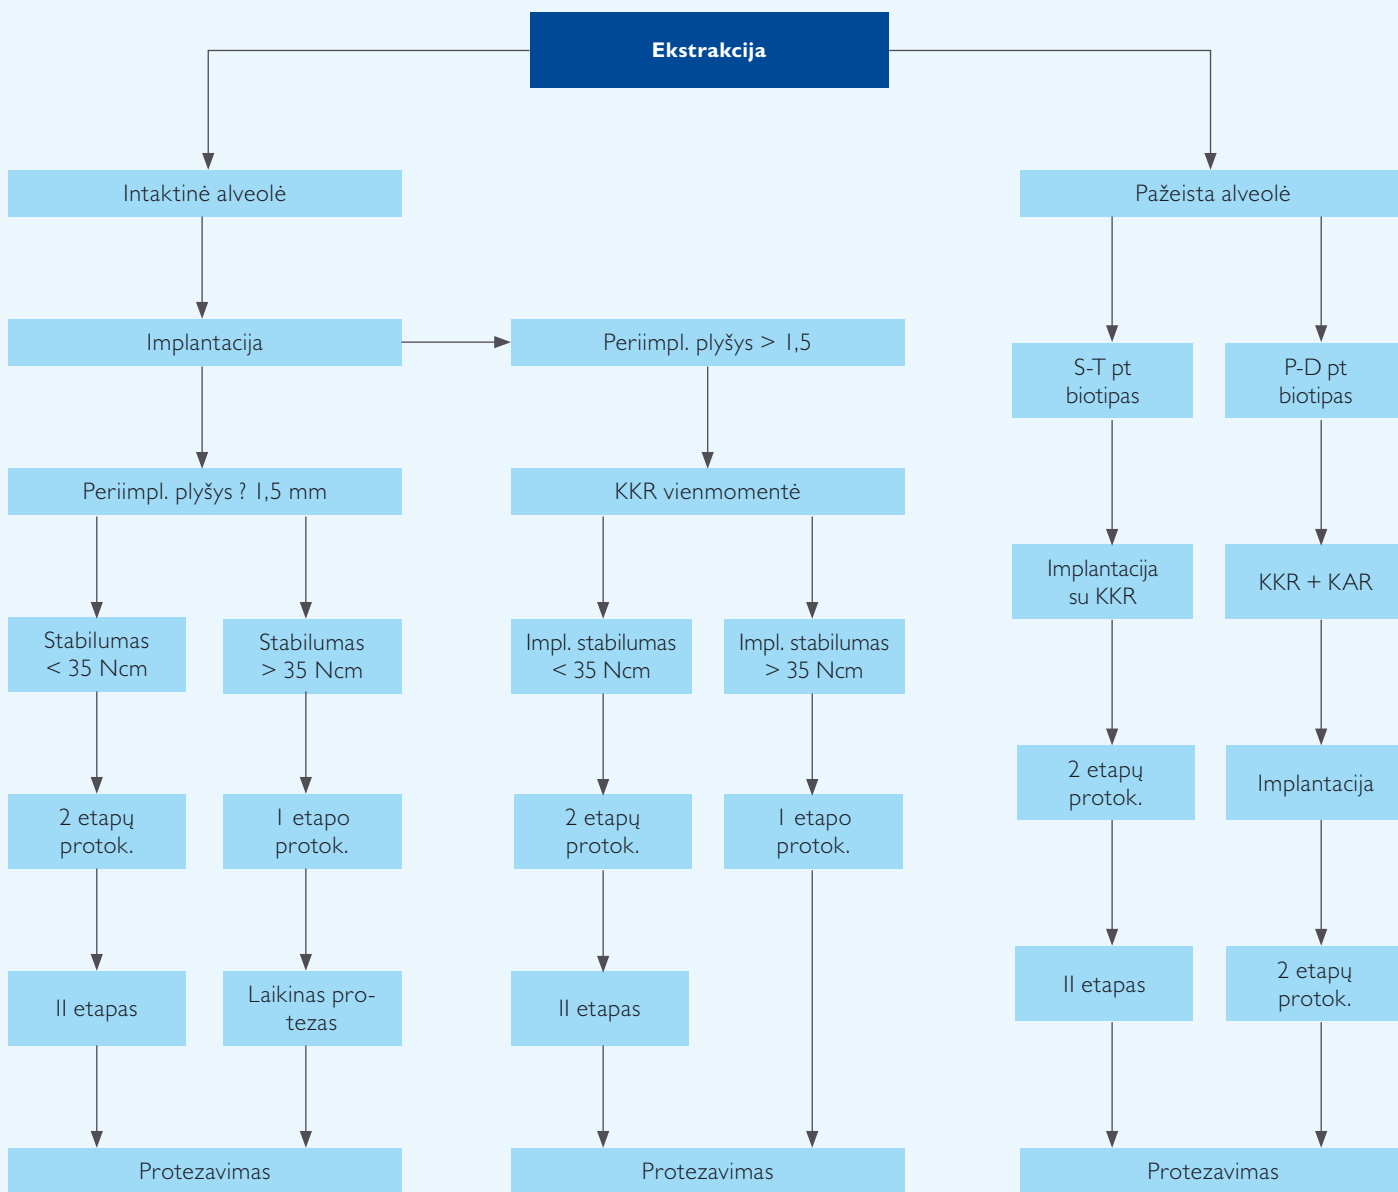 Ekstrakcija
Intaktinė alveolė
Pažeista alveolė
Implantacija
Periimpl. plyšys > 1,5
S-T pt
biotipas
P-D pt
biotipas
Periimpl. plyšys ? 1,5 mm
KKR vienmomentė
Implantacija
su KKR
KKR + KAR
Stabilumas
< 35 Ncm
Stabilumas
> 35 Ncm
Impl. stabilumas
< 35 Ncm
Impl. stabilumas
> 35 Ncm
2 etapų
protok.
Implantacija
2 etapų
protok.
1 etapo
protok.
2 etapų
protok.
1 etapo
protok.
II etapas
2 etapų
protok.
II etapas
Laikinas pro-
tezas
II etapas
Protezavimas
Protezavimas
Protezavimas